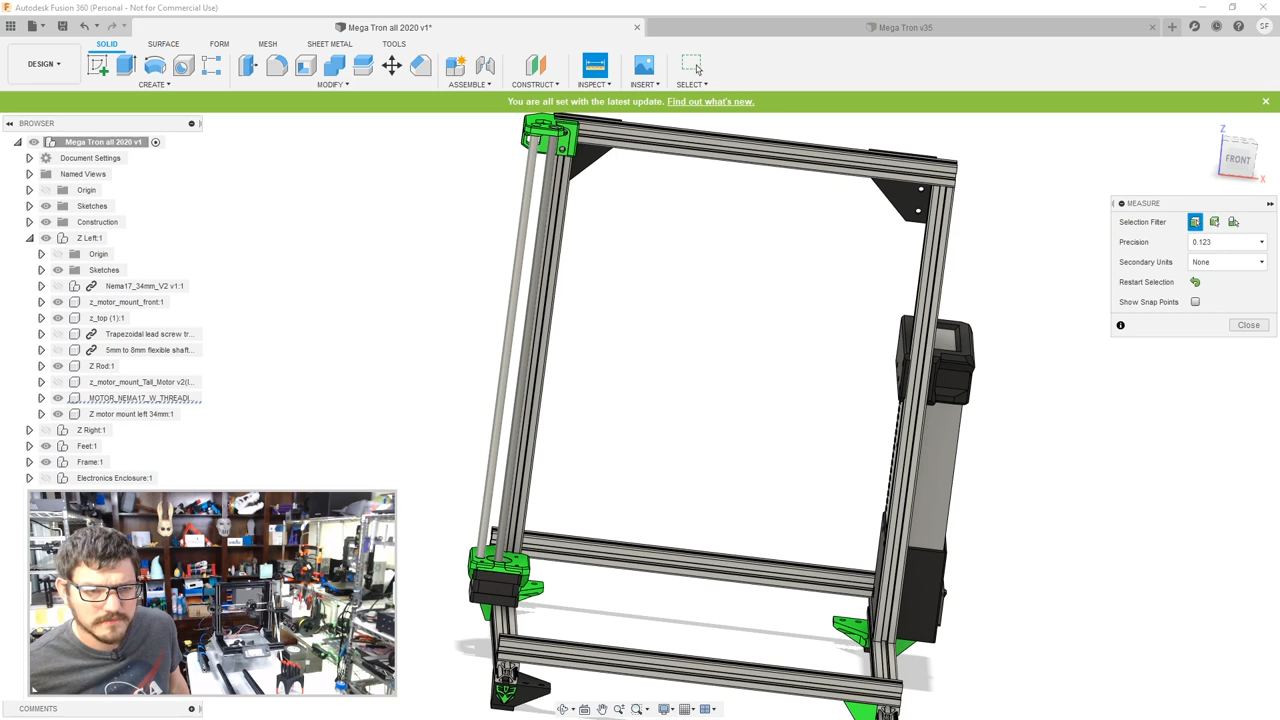 Autodesk Fusion 360 (Personal - Not for Commercial Use)
Mega Tron all 2020 v1*
Mega Tron v35
SF
SOLID
SURFACE
FORM
MESH
SHEET METAL
TOOLS
DESIGN
CREATE
MODIFY
ASSEMBLE
CONSTRUCT
INSPECT
INSERT
SELECT
You are all set with the latest update. Find out what's new.
BROWSER
Mega Tron all 2020 v1
Document Settings
Named Views
Origin
Sketches
Construction
Z Left:1
Origin
Sketches
Nema17_34mm_V2 v1:1
z_motor_mount_front:1
z_top (1):1
Trapezoidal lead screw tr...
5mm to 8mm flexible shaft...
Z Rod:1
z_motor_mount_Tall_Motor v2(l...
MOTOR_NEMA17_W_THREAD(...
Z motor mount left 34mm:1
Z Right:1
Feet:1
Frame:1
Electronics Enclosure:1
COMMENTS
Z
FRONT
X
MEASURE
Selection Filter
Precision
0.123
Secondary Units
None
Restart Selection
Show Snap Points
Close